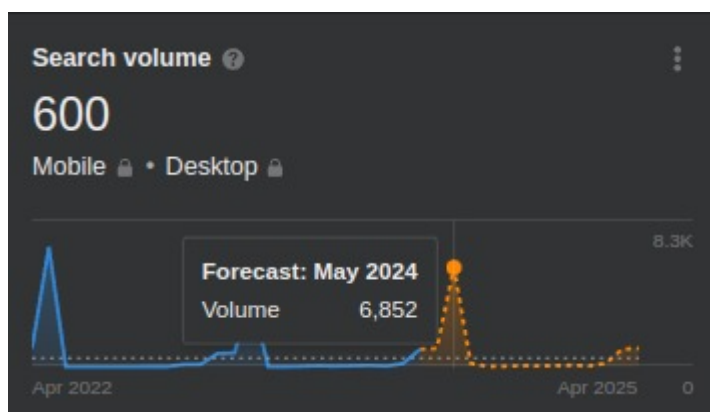 Search volume ?
600
Mobile • Desktop
8.3K
Forecast: May 2024
Volume 6,852
Apr 2022 Apr 2025 0